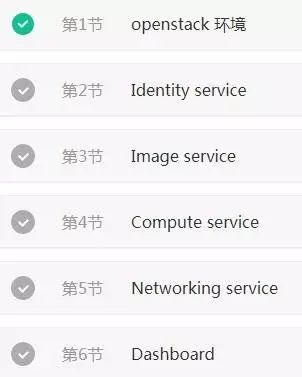 第1节 openstack 环境
第2节 Identity service
第3节 Image service
第4节 Compute service
第5节 Networking service
第6节 Dashboard